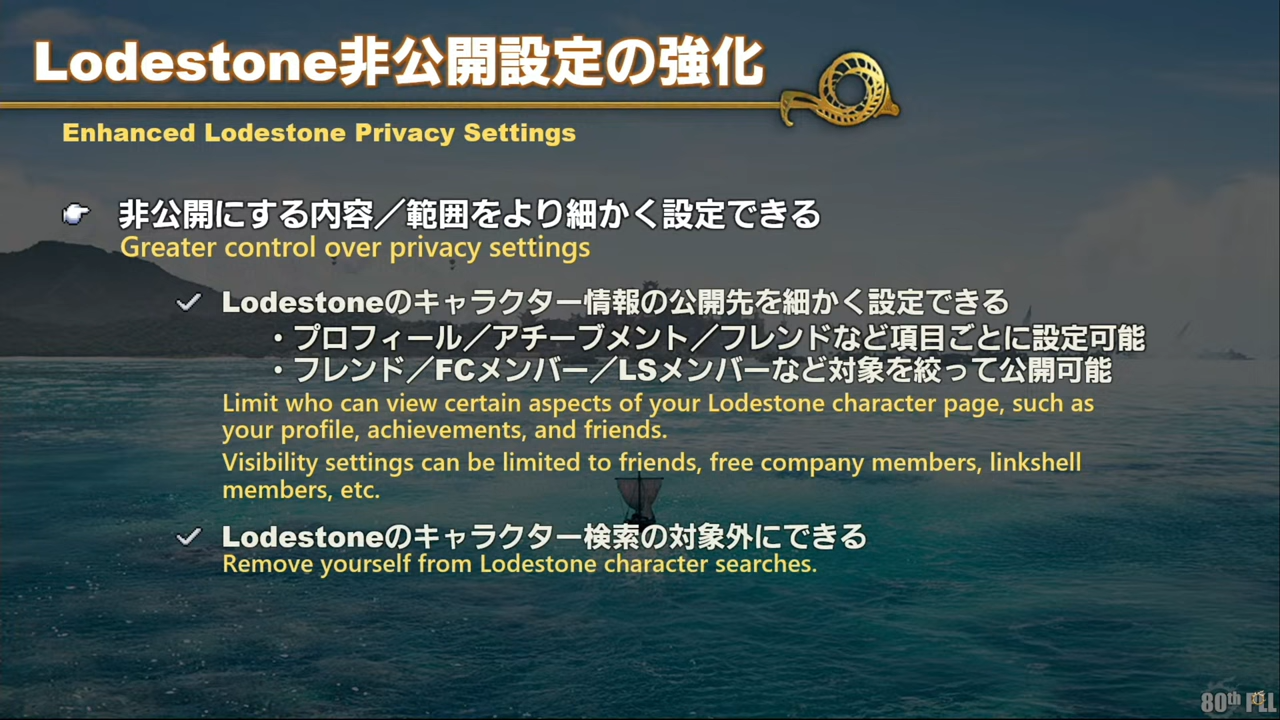 Lodestone非公開設定の強化
Enhanced Lodestone Privacy Settings
非公開にする内容／範囲をより細かく設定できる
Greater control over privacy settings
Lodestoneのキャラクター情報の公開先を細かく設定できる
・プロフィール／アチーブメント／フレンドなど項目ごとに設定可能
・フレンド／FCメンバー／LSメンバーなど対象を絞って公開可能
Limit who can view certain aspects of your Lodestone character page, such as
your profile, achievements, and friends.
Visibility settings can be limited to friends, free company members, linkshell
members, etc.
Lodestoneのキャラクター検索の対象外にできる
Remove yourself from Lodestone character searches.
80th PLL